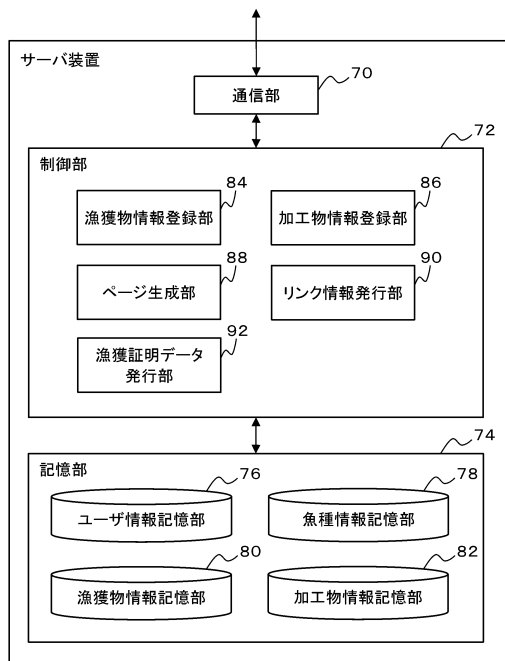 サーバ装置
70
通信部
72
制御部
84
漁獲物情報登録部
86
加工物情報登録部
88
ページ生成部
90
リンク情報発行部
92
漁獲証明データ
発行部
74
記憶部
76
ユーザ情報記憶部
78
魚種情報記憶部
80
漁獲物情報記憶部
82
加工物情報記憶部